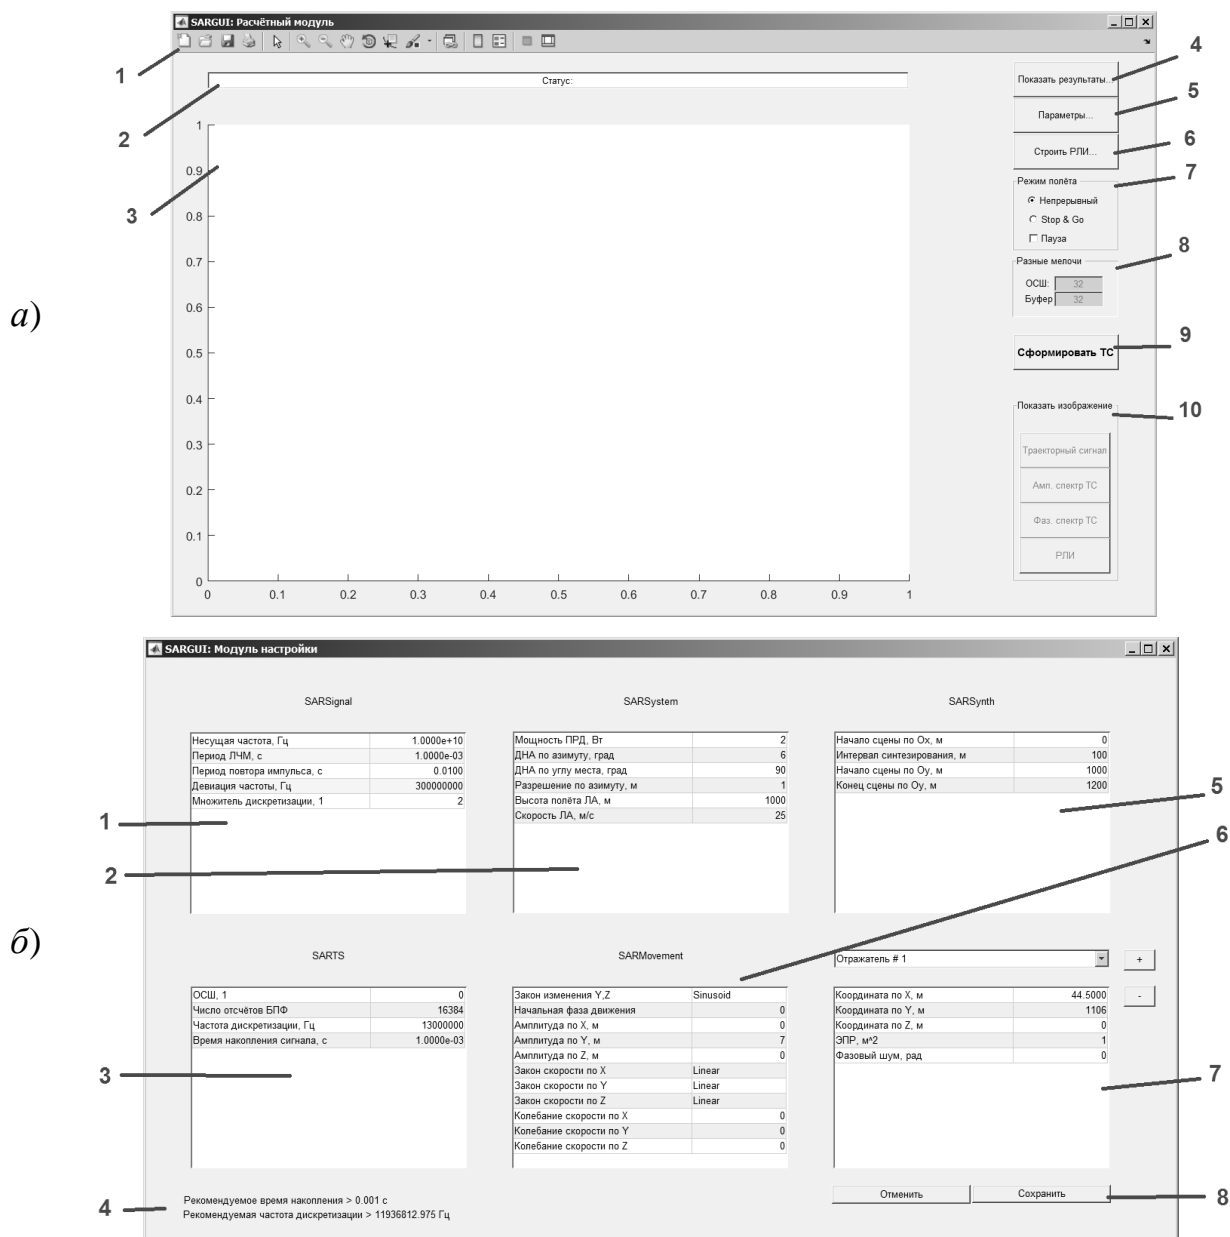 SARGUI: Расчётный модуль
1
Статус:
2
3
1
0.9
0.8
0.7
0.6
0.5
0.4
0.3
0.2
0.1
0
0 0.1 0.2 0.3 0.4 0.5 0.6 0.7 0.8 0.9 1
Показать результаты...
4
Параметры...
5
Строить РЛИ...
6
Режим полёта
7
Непрерывный
Stop & Go
Пауза
Разные мелочи
8
ОСШ: 32
Буфер 32
Сформировать ТС
9
Показать изображение
10
Траекторный сигнал
Амп. спектр ТС
Фаз. спектр ТС
РЛИ
а)
SARGUI: Модуль настройки
SARSignal
Несущая частота, Гц 1.0000e+10
Период ЛЧМ, с 1.0000e-03
Период повтора импульса, с 0.0100
Девиация частоты, Гц 300000000
Множитель дискретизации, 1 2
1
SARSystem
Мощность ПРД, Вт 2
ДНА по азимуту, град 6
ДНА по углу места, град 90
Разрешение по азимуту, м 1
Высота полёта ЛА, м 1000
Скорость ЛА, м/с 25
2
SARSynth
Начало сцены по Ox, м 0
Интервал синтезирования, м 100
Начало сцены по Oy, м 1000
Конец сцены по Oy, м 1200
5
6
б)
SARTS
ОСШ, 1 0
Число отсчётов БПФ 16384
Частота дискретизации, Гц 13000000
Время накопления сигнала, с 1.0000e-03
3
SARMovement
Закон изменения Y,Z Sinusoid
Начальная фаза движения 0
Амплитуда по X, м 0
Амплитуда по Y, м 7
Амплитуда по Z, м 0
Закон скорости по X Linear
Закон скорости по Y Linear
Закон скорости по Z Linear
Колебание скорости по X 0
Колебание скорости по Y 0
Колебание скорости по Z 0
Отражатель # 1
+
-
Координата по X, м 44.5000
Координата по Y, м 1106
Координата по Z, м 0
ЭПР, м^2 1
Фазовый шум, рад 0
7
Рекомендуемое время накопления > 0.001 с
Рекомендуемая частота дискретизации > 11936812.975 Гц
4
Отменить
Сохранить
8